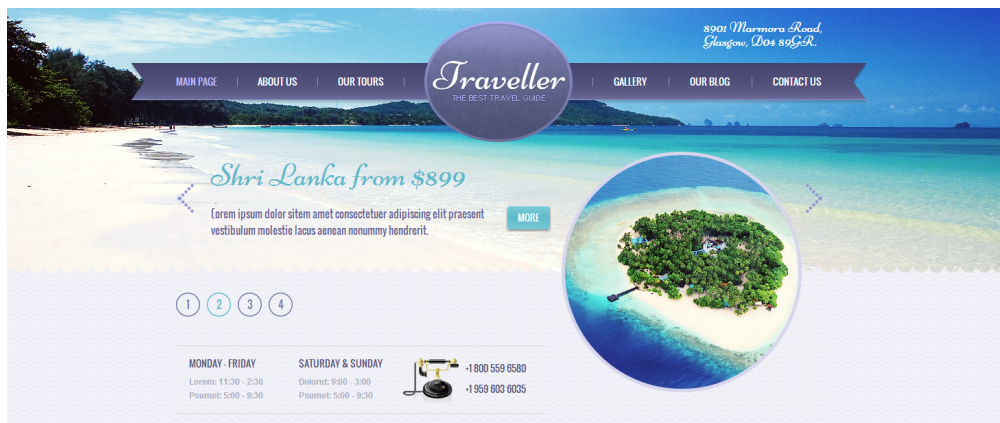 8901 Marmora Road,
Glasgow, D04 89GR.
MAIN PAGE
ABOUT US
OUR TOURS
Traveller
THE BEST TRAVEL GUIDE
GALLERY
OUR BLOG
CONTACT US
Shri Lanka from $899
Lorem ipsum dolor sitem amet consectetuer adipiscing elit praesent
vestibulum molestie lacus aenean nonummy hendrerit.
MORE
1 2 3 4
MONDAY - FRIDAY
Lorem: 11:30 - 2:30
Psumet: 5:00 - 9:30
SATURDAY & SUNDAY
Dolorut: 9:00 - 3:00
Psumet: 5:00 - 9:30
+1 800 559 6580
+1 959 603 6035